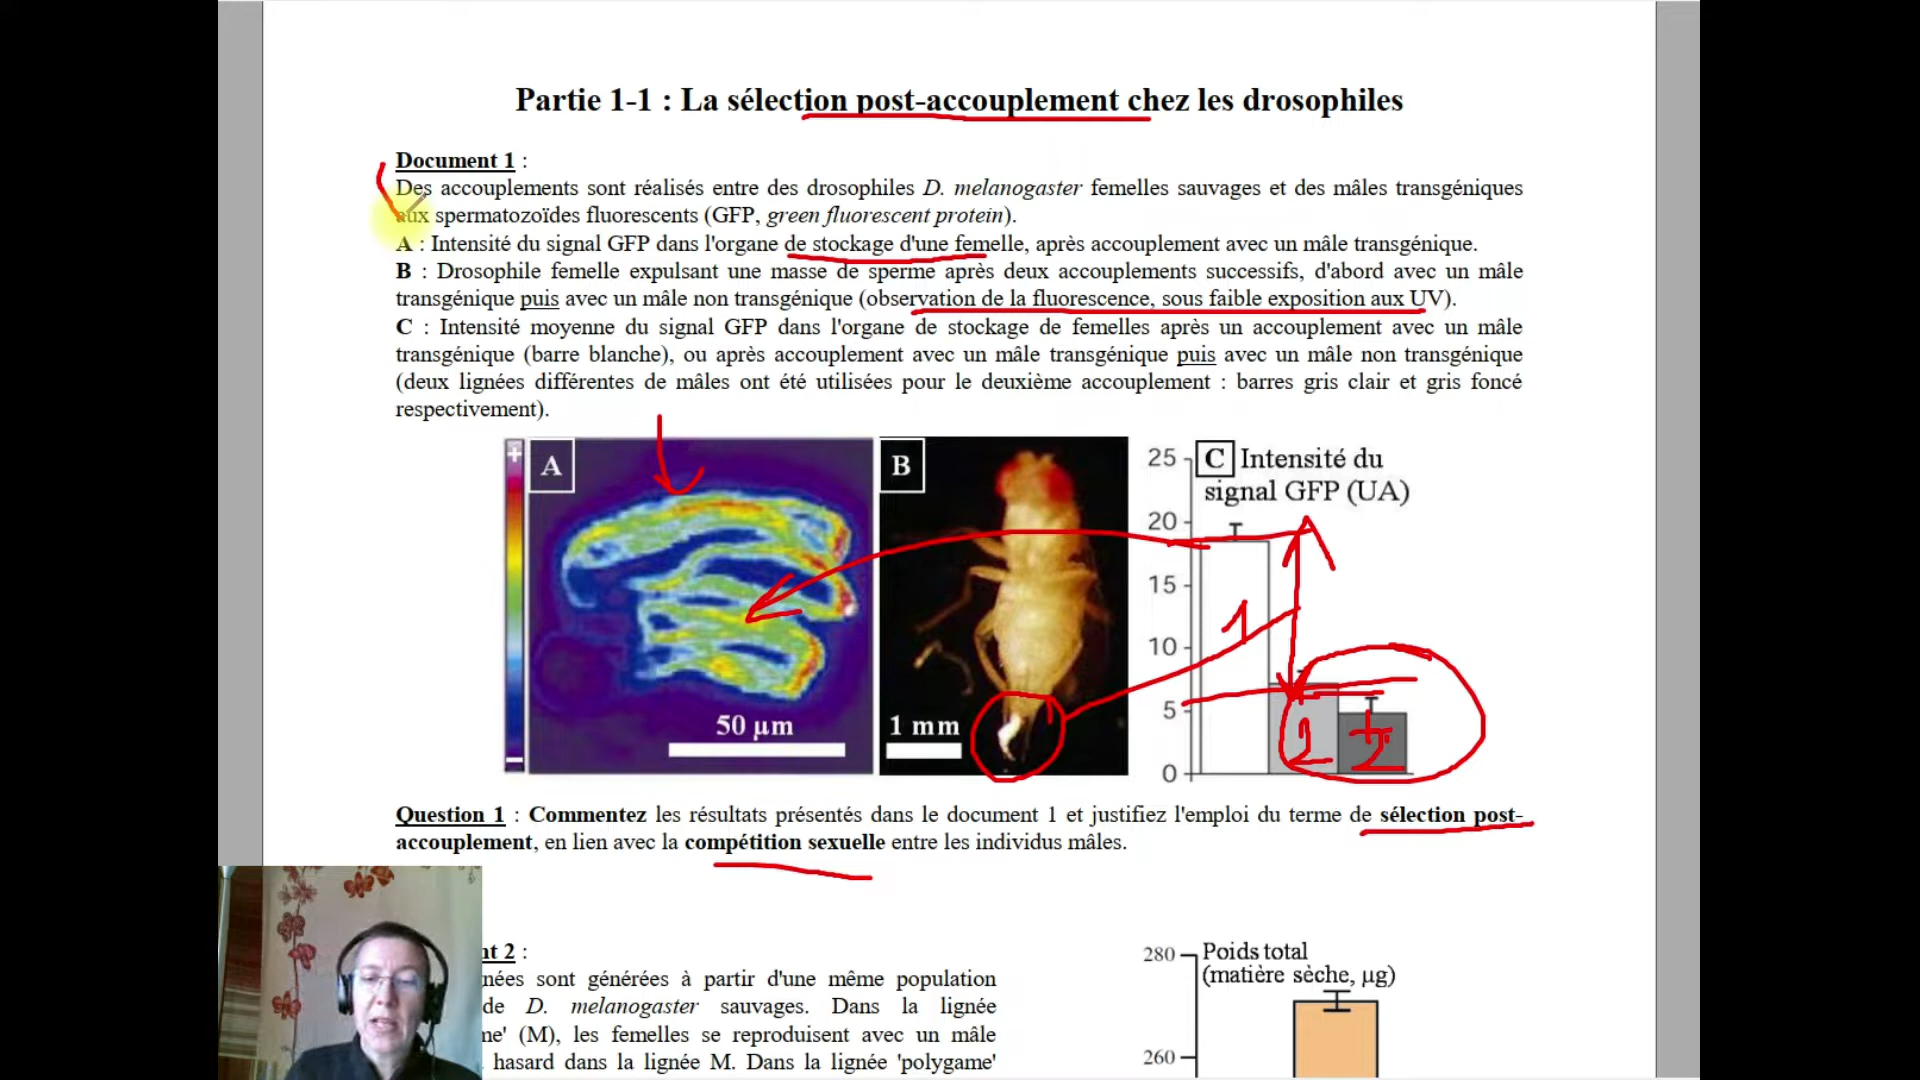 Partie 1-1 : La sélection post-accouplement chez les drosophiles
Document 1 :
Des accouplements sont réalisés entre des drosophiles D. melanogaster femelles sauvages et des mâles transgéniques
aux spermatozoïdes fluorescents (GFP, green fluorescent protein).
A : Intensité du signal GFP dans l'organe de stockage d'une femelle, après accouplement avec un mâle transgénique.
B : Drosophile femelle expulsant une masse de sperme après deux accouplements successifs, d'abord avec un mâle
transgénique puis avec un mâle non transgénique (observation de la fluorescence, sous faible exposition aux UV).
C : Intensité moyenne du signal GFP dans l'organe de stockage de femelles après un accouplement avec un mâle
transgénique (barre blanche), ou après accouplement avec un mâle transgénique puis avec un mâle non transgénique
(deux lignées différentes de mâles ont été utilisées pour le deuxième accouplement : barres gris clair et gris foncé
respectivement).
+
A
50 µm
−
B
1 mm
C Intensité du
signal GFP (UA)
25
20
15
10
5
0
1
Question 1 : Commentez les résultats présentés dans le document 1 et justifiez l'emploi du terme de sélection post-
accouplement, en lien avec la compétition sexuelle entre les individus mâles.
nt 2 :
nées sont générées à partir d'une même population
de D. melanogaster sauvages. Dans la lignée
me' (M), les femelles se reproduisent avec un mâle
hasard dans la lignée M. Dans la lignée 'polygame'
280
Poids total
(matière sèche, µg)
260